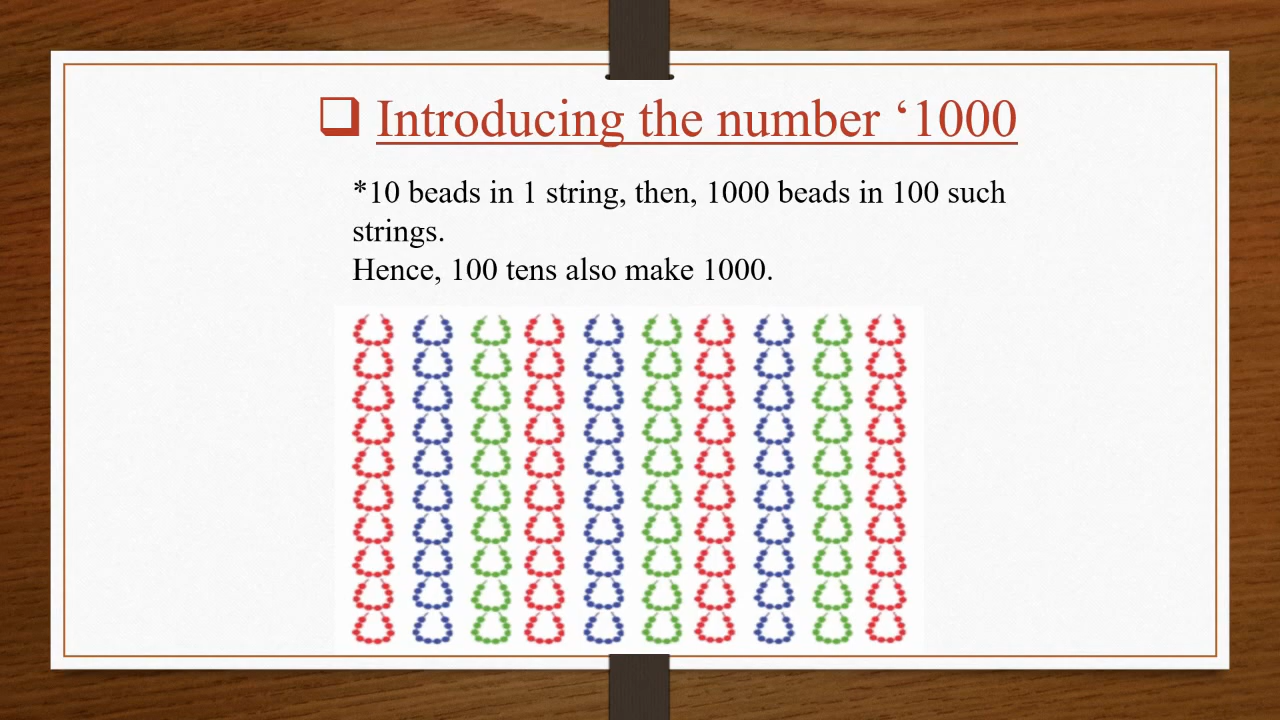 ❑ Introducing the number ‘1000
*10 beads in 1 string, then, 1000 beads in 100 such
strings.
Hence, 100 tens also make 1000.